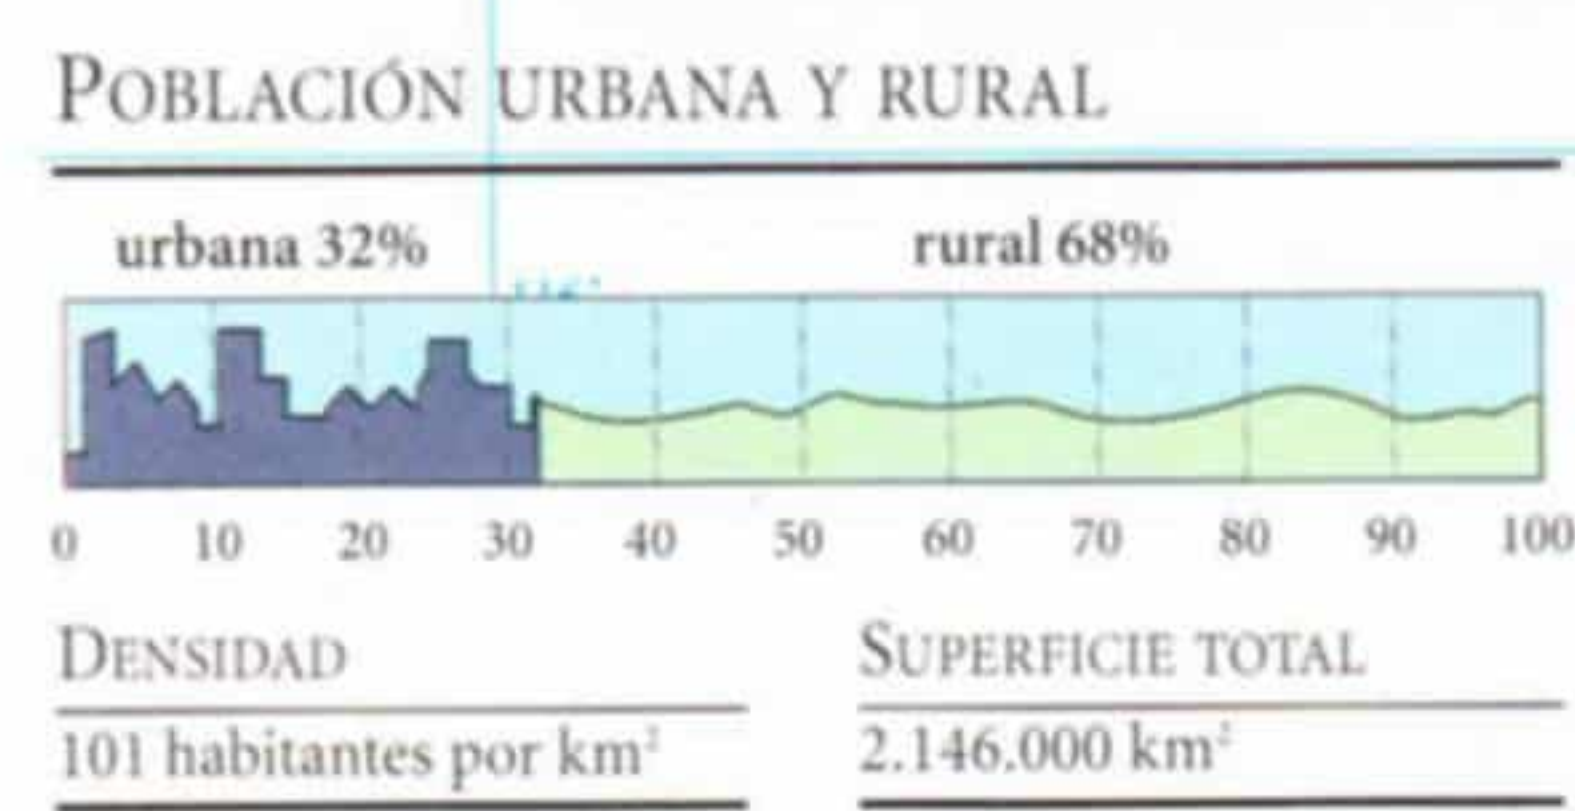 POBLACIÓN URBANA Y RURAL
urbana 32%
rural 68%
0 10 20 30 40 50 60 70 80 90 100
DENSIDAD
101 habitantes por km²
SUPERFICIE TOTAL
2.146.000 km²